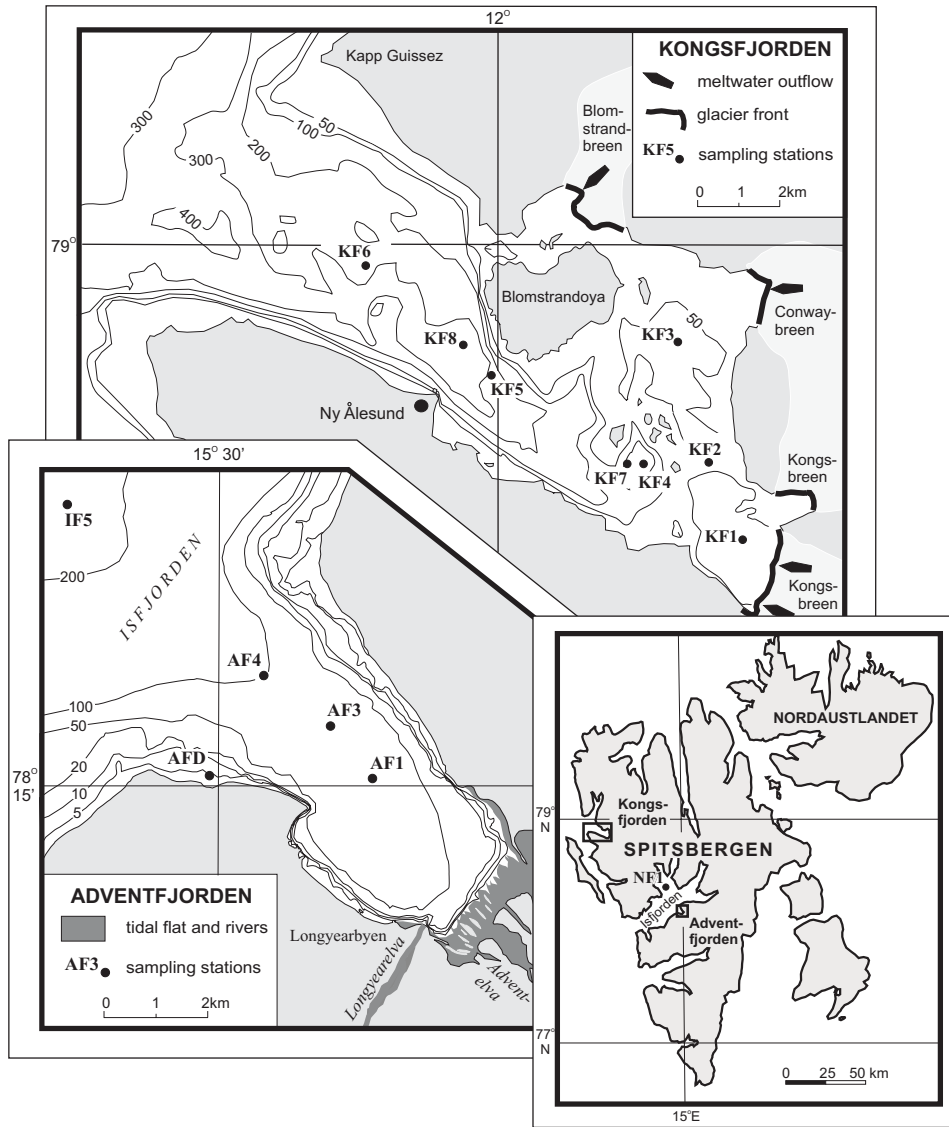 12°
KONGSFJORDEN
meltwater outflow
glacier front
KF5 sampling stations
0 1 2km
Kapp Guissez
300
50
100
200
300
400
Blom-
strand-
breen
79°
KF6
Blomstrandoya
Conway-
breen
50
KF3
KF8
KF5
Ny Ålesund
KF2
KF7
KF4
Kongs-
breen
KF1
Kongs-
breen
15° 30'
IF5
200
ISFJORDEN
AF4
100
50
AF3
20
AFD
AF1
78°
15'
10
5
ADVENTFJORDEN
tidal flat and rivers
AF3 sampling stations
0 1 2km
Longyearbyen
Longyearelva
Advent-
elva
NORDAUSTLANDET
79°
N
Kongs-
fjorden
SPITSBERGEN
NF1
Isfjorden
Advent-
fjorden
77°
N
0 25 50 km
15°E